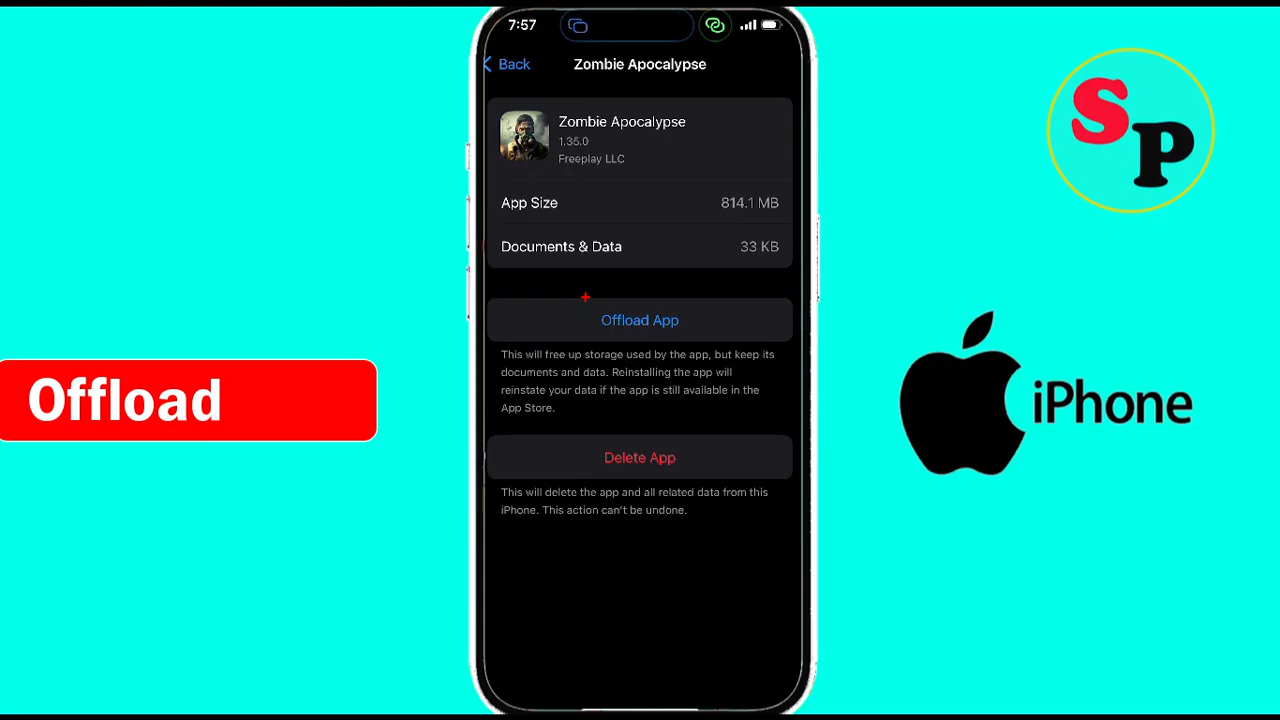 7:57
Back
Zombie Apocalypse
Zombie Apocalypse
1.35.0
Freeplay LLC
App Size 814.1 MB
Documents & Data 33 KB
Offload App
This will free up storage used by the app, but keep its
documents and data. Reinstalling the app will
reinstate your data if the app is still available in the
App Store.
Delete App
This will delete the app and all related data from this
iPhone. This action can't be undone.
Offload
SP
iPhone